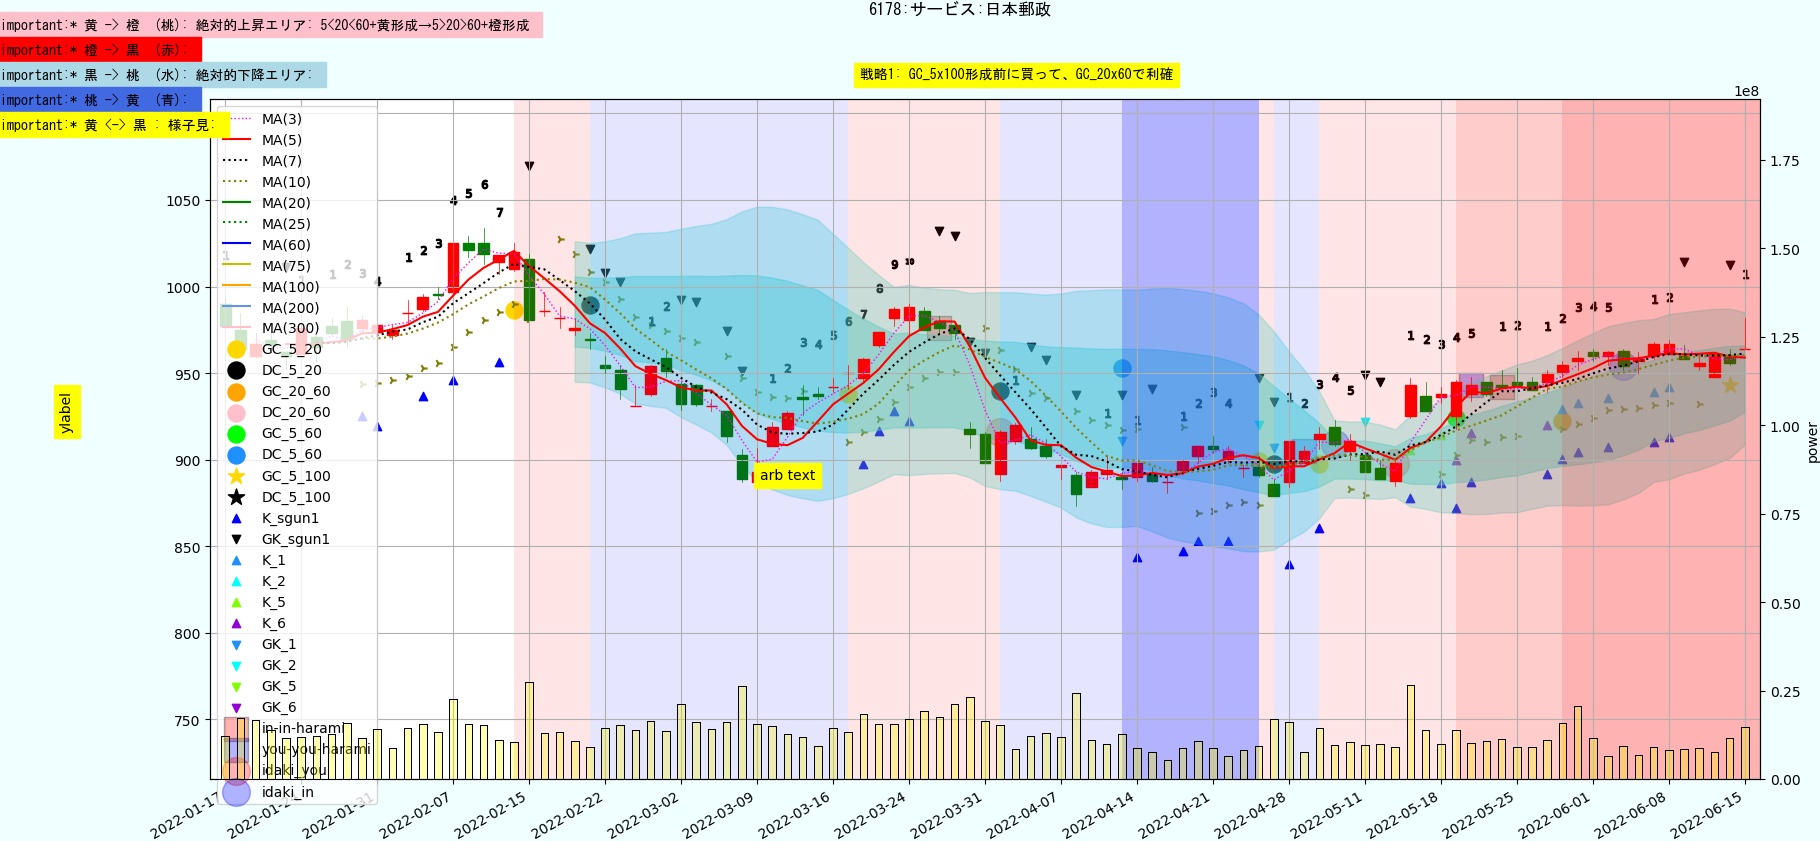 6178:サービス:日本郵政
important:* 黄 -> 橙 （桃）: 絶対的上昇エリア: 5<20<60+黄形成→5>20>60+橙形成
important:* 橙 -> 黒 （赤）:
important:* 黒 -> 桃 （水）: 絶対的下降エリア:
important:* 桃 -> 黄 （青）:
important:* 黄 <-> 黒 : 様子見:
戦略1: GC_5x100形成前に買って、GC_20x60で利確
1e8
MA(3)
MA(5)
MA(7)
MA(10)
MA(20)
MA(25)
MA(60)
MA(75)
MA(100)
MA(200)
MA(300)
GC_5_20
DC_5_20
GC_20_60
DC_20_60
GC_5_60
DC_5_60
GC_5_100
DC_5_100
K_sgun1
GK_sgun1
K_1
K_2
K_5
K_6
GK_1
GK_2
GK_5
GK_6
in-in-harami
you-you-harami
idaki_you
idaki_in
ylabel
1050
1000
950
900
850
800
750
arb text
power
1.75
1.50
1.25
1.00
0.75
0.50
0.25
0.00
2022-01-17
2022-01-24
2022-01-31
2022-02-07
2022-02-15
2022-02-22
2022-03-02
2022-03-09
2022-03-16
2022-03-24
2022-03-31
2022-04-07
2022-04-14
2022-04-21
2022-04-28
2022-05-11
2022-05-18
2022-05-25
2022-06-01
2022-06-08
2022-06-15